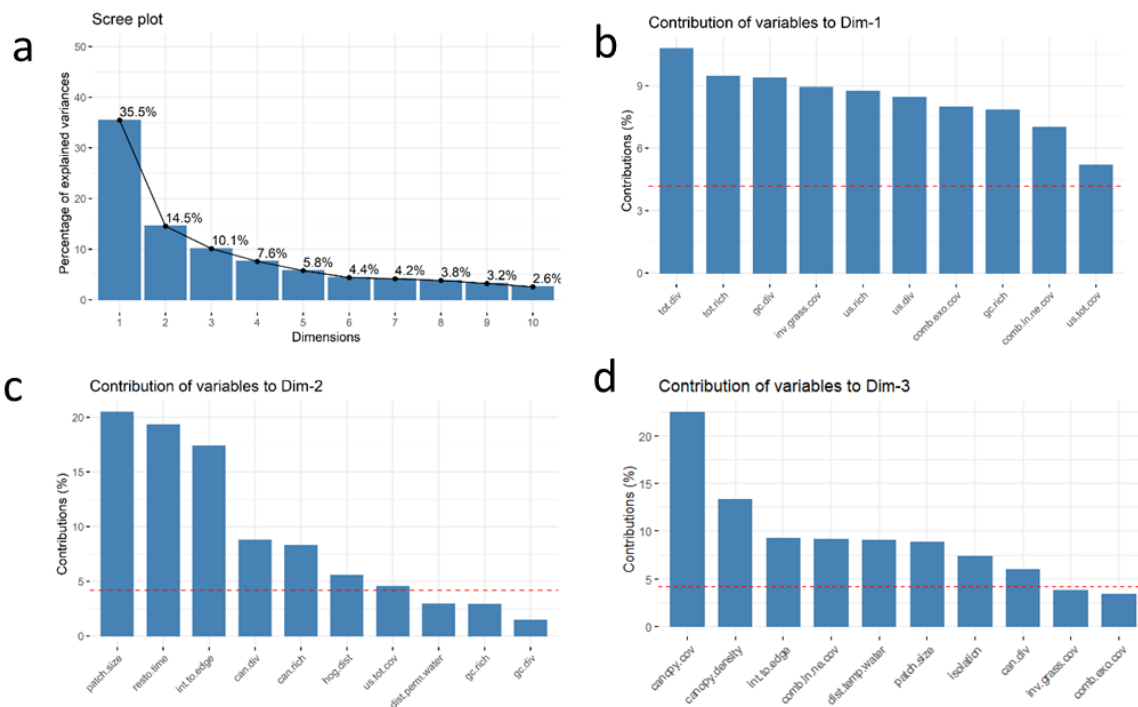 a
Scree plot
Percentage of explained variances
50
40
30
20
10
0
35.5%
14.5%
10.1%
7.6%
5.8%
4.4%
4.2%
3.8%
3.2%
2.6%
1 2 3 4 5 6 7 8 9 10
Dimensions
b
Contribution of variables to Dim-1
Contributions (%)
9
6
3
0
tot.div
tot.rich
gc.div
inv.grass.cov
us.rich
us.div
comb.exo.cov
gc.rich
comb.ln.ne.cov
us.tot.cov
c
Contribution of variables to Dim-2
Contributions (%)
20
15
10
5
0
patch.size
resto.time
int.to.edge
can.div
can.rich
hog.dist
us.tot.cov
dist.perm.water
gc.rich
gc.div
d
Contribution of variables to Dim-3
Contributions (%)
20
15
10
5
0
canopy.cov
canopy.density
int.to.edge
comb.ln.ne.cov
dist.temp.water
patch.size
isolation
can.div
inv.grass.cov
comb.exo.cov